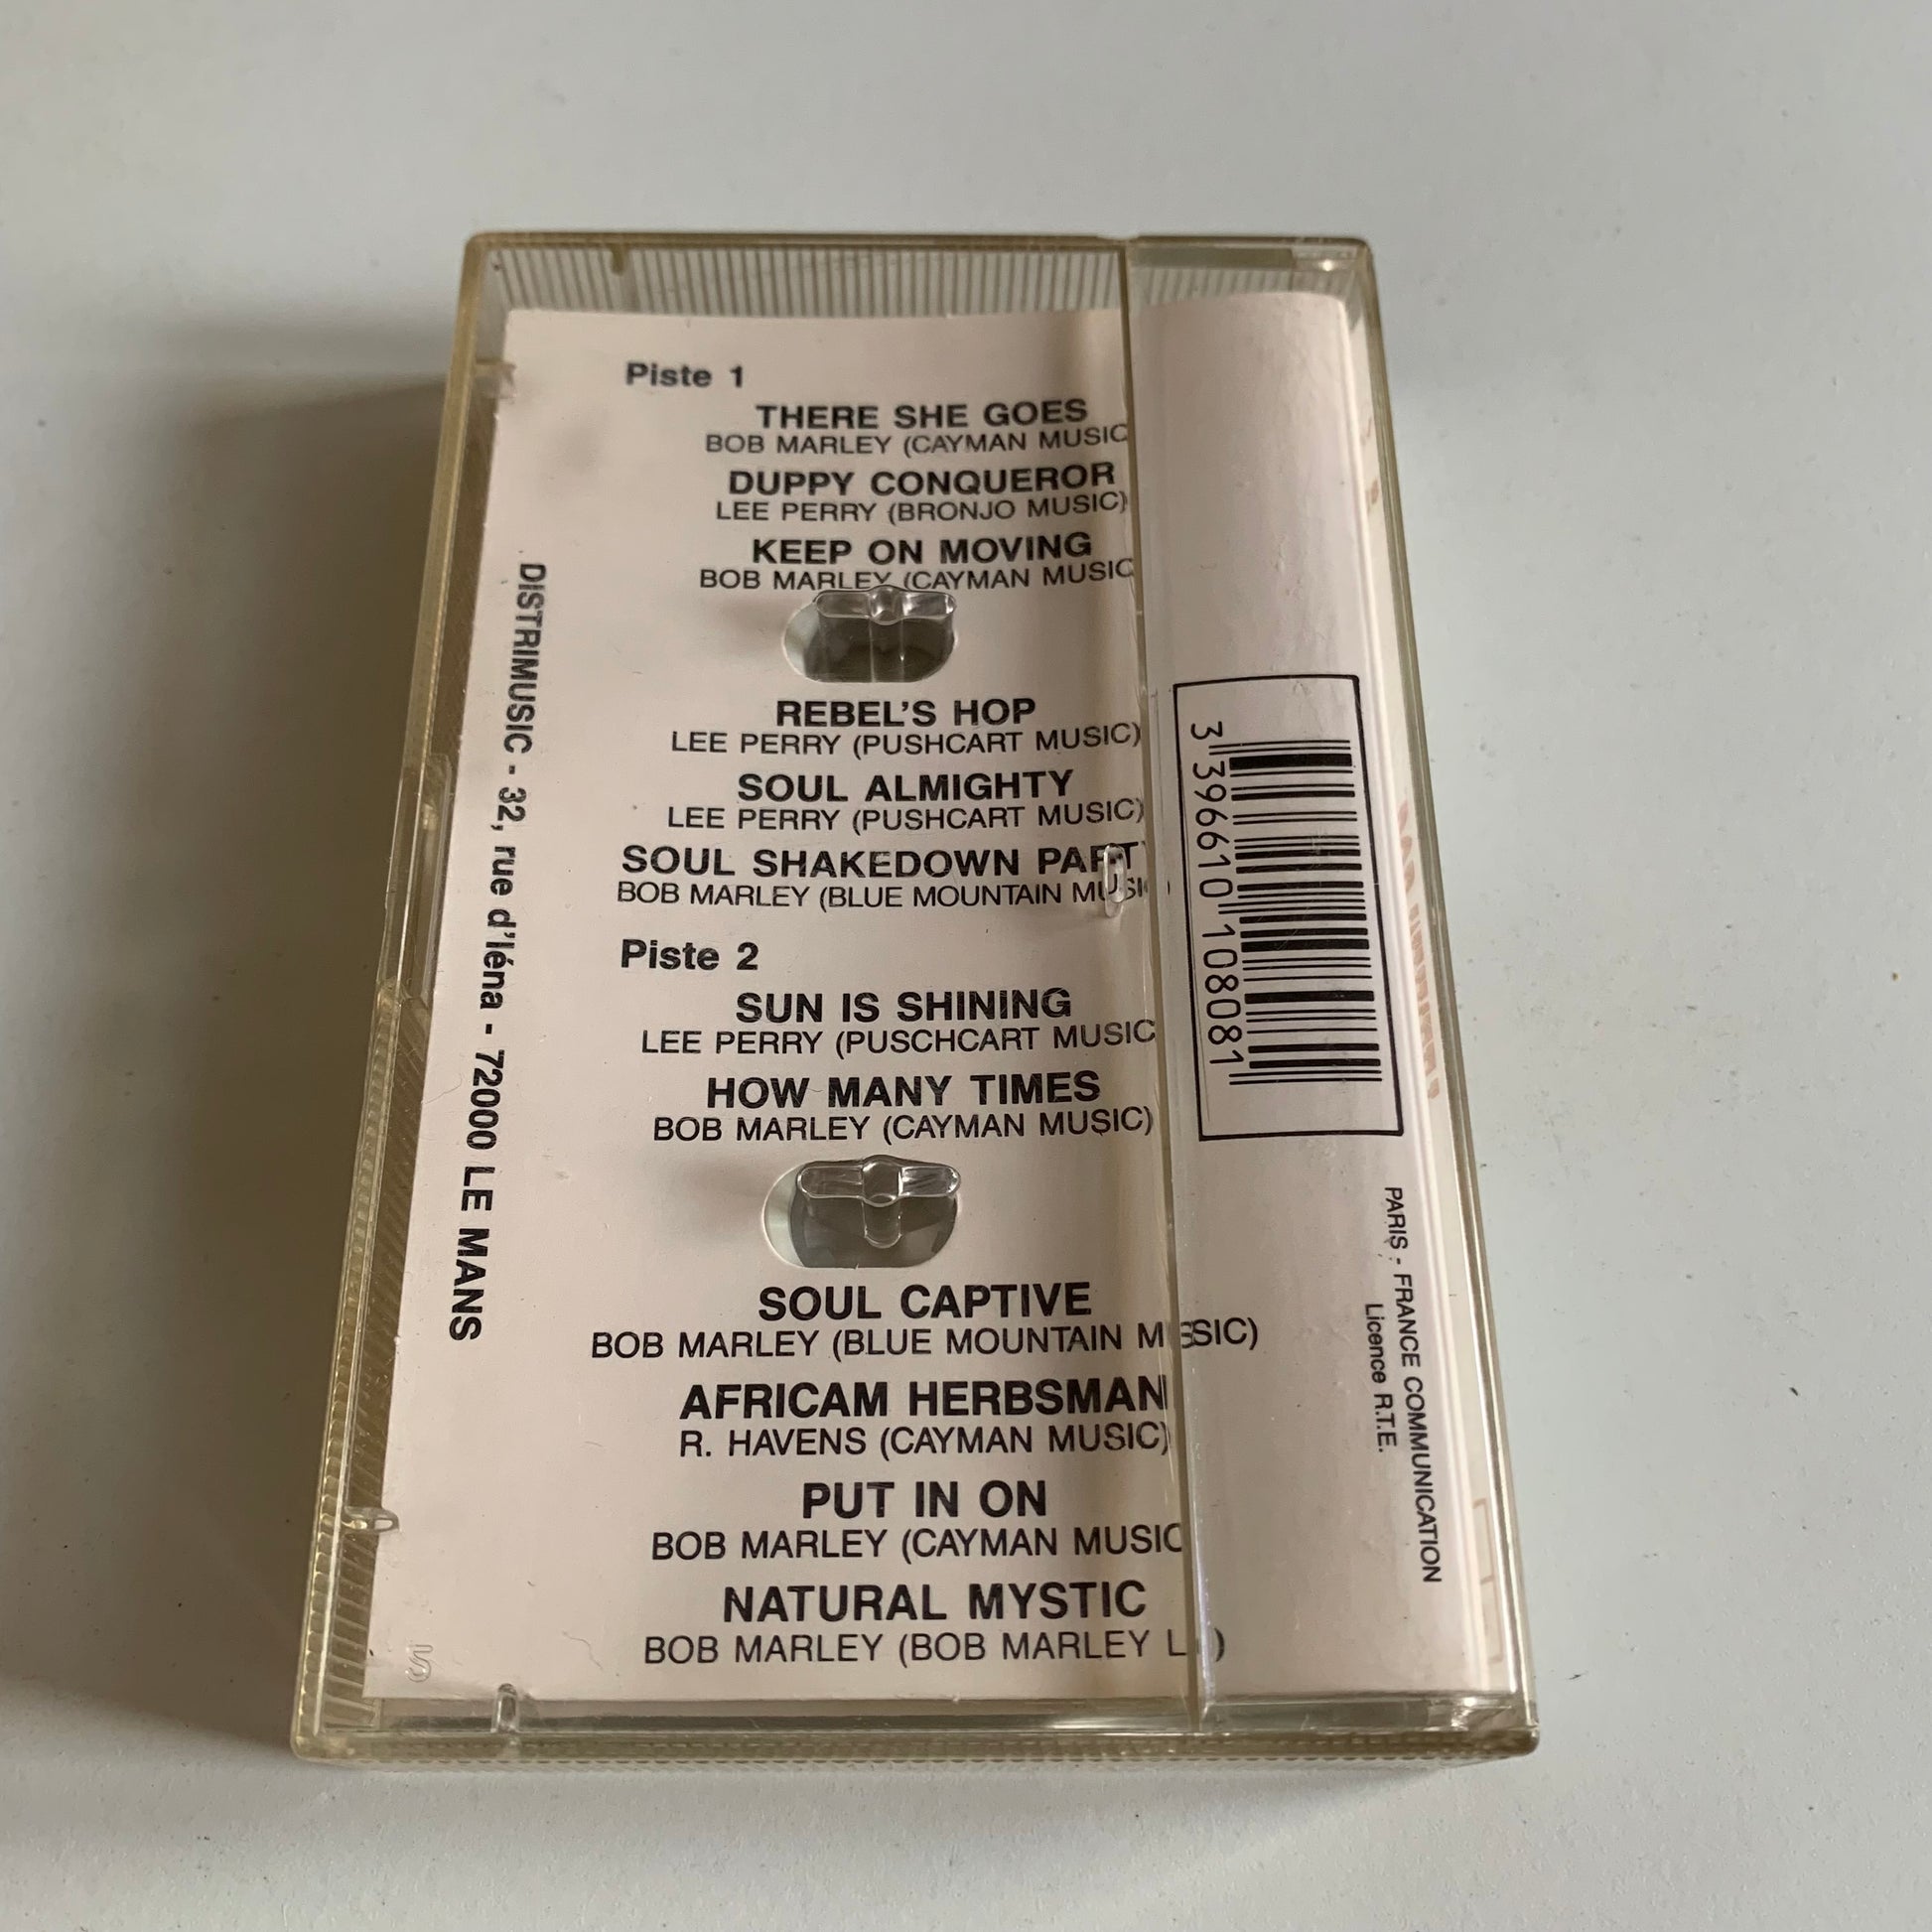 Piste 1
THERE SHE GOES
BOB MARLEY (CAYMAN MUSIC
DUPPY CONQUEROR
LEE PERRY (BRONJO MUSIC)
KEEP ON MOVING
BOB MARLEY (CAYMAN MUSIC
REBEL'S HOP
LEE PERRY (PUSHCART MUSIC)
SOUL ALMIGHTY
LEE PERRY (PUSHCART MUSIC)
SOUL SHAKEDOWN PARTY
BOB MARLEY (BLUE MOUNTAIN MUSIC)
Piste 2
SUN IS SHINING
LEE PERRY (PUSCHCART MUSIC
HOW MANY TIMES
BOB MARLEY (CAYMAN MUSIC)
SOUL CAPTIVE
BOB MARLEY (BLUE MOUNTAIN MUSIC)
AFRICAM HERBSMAN
R. HAVENS (CAYMAN MUSIC)
PUT IN ON
BOB MARLEY (CAYMAN MUSIC
NATURAL MYSTIC
BOB MARLEY (BOB MARLEY
DISTRIMUSIC - 32, rue d'Iéna - 72000 LE MANS
3 396610 108081
PARIS - FRANCE COMMUNICATION
Licence R.T.E.
5